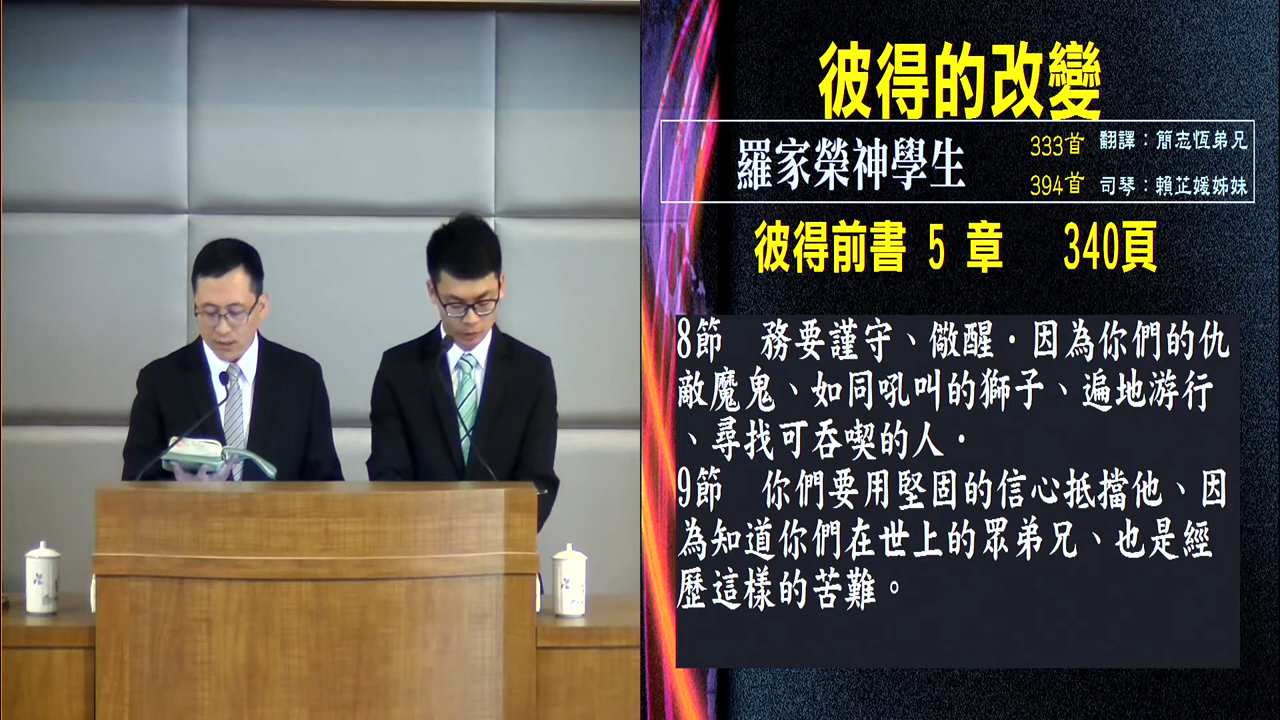 彼得的改變
羅家榮神學生
333首 翻譯：簡志恆弟兄
394首 司琴：賴芷媛姊妹
彼得前書 5 章 340頁
8節 務要謹守、儆醒．因為你們的仇
敵魔鬼、如同吼叫的獅子、遍地游行
、尋找可吞喫的人．
9節 你們要用堅固的信心抵擋他、因
為知道你們在世上的眾弟兄、也是經
歷這樣的苦難。